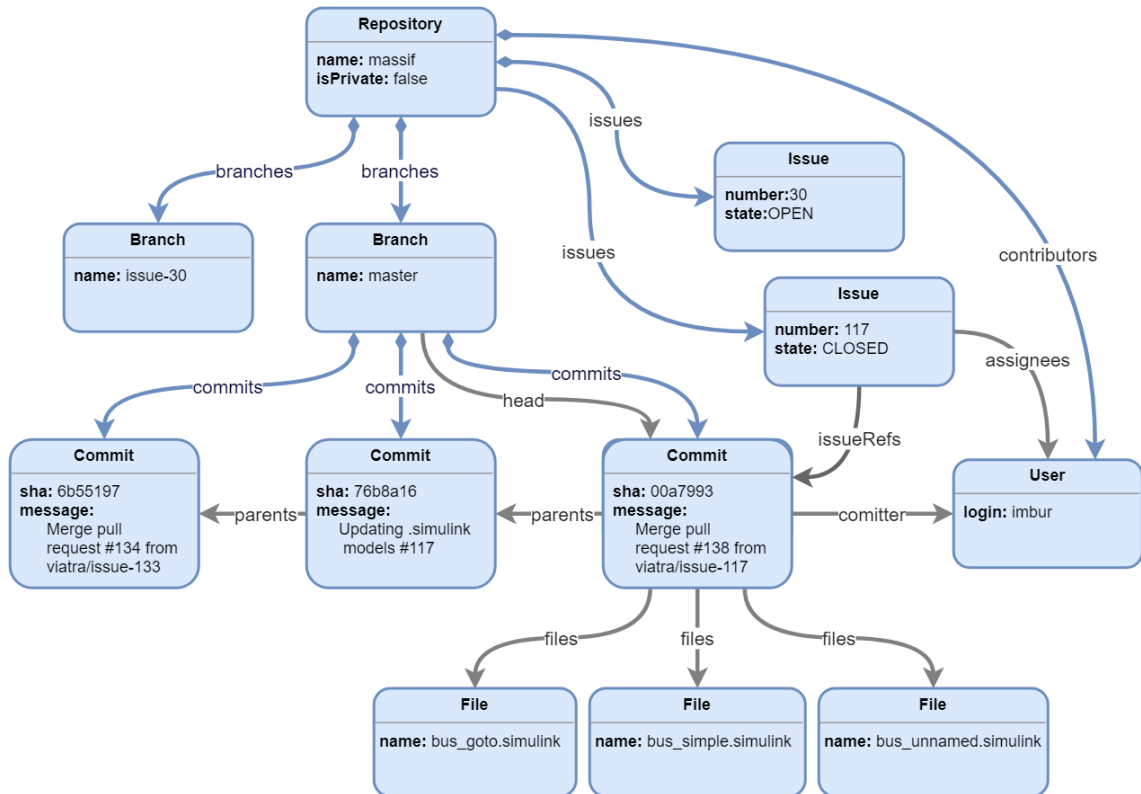 Repository
name: massif
isPrivate: false
issues
Issue
number:30
state:OPEN
branches
branches
Branch
name: issue-30
Branch
name: master
issues
contributors
Issue
number: 117
state: CLOSED
assignees
commits
commits
commits
head
issueRefs
Commit
sha: 6b55197
message:
Merge pull
request #134 from
viatra/issue-133
parents
Commit
sha: 76b8a16
message:
Updating .simulink
models #117
parents
Commit
sha: 00a7993
message:
Merge pull
request #138 from
viatra/issue-117
comitter
User
login: imbur
files
files
files
File
name: bus_goto.simulink
File
name: bus_simple.simulink
File
name: bus_unnamed.simulink